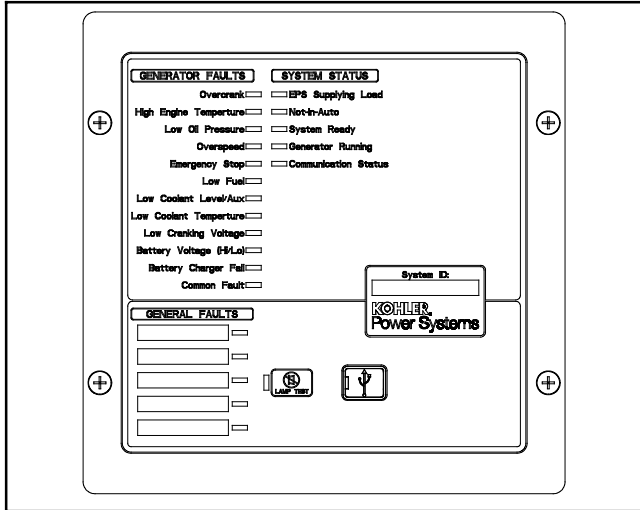 GENERATOR FAULTS
Overcrank
High Engine Temperture
Low Oil Pressure
Overspeed
Emergency Stop
Low Fuel
Low Coolant Level/Aux
Low Coolant Temperture
Low Cranking Voltage
Battery Voltage (Hi/Lo)
Battery Charger Fail
Common Fault
SYSTEM STATUS
EPS Supplying Load
Not-In-Auto
System Ready
Generator Running
Communication Status
System ID:
KOHLER.
Power Systems
GENERAL FAULTS
LAMP TEST